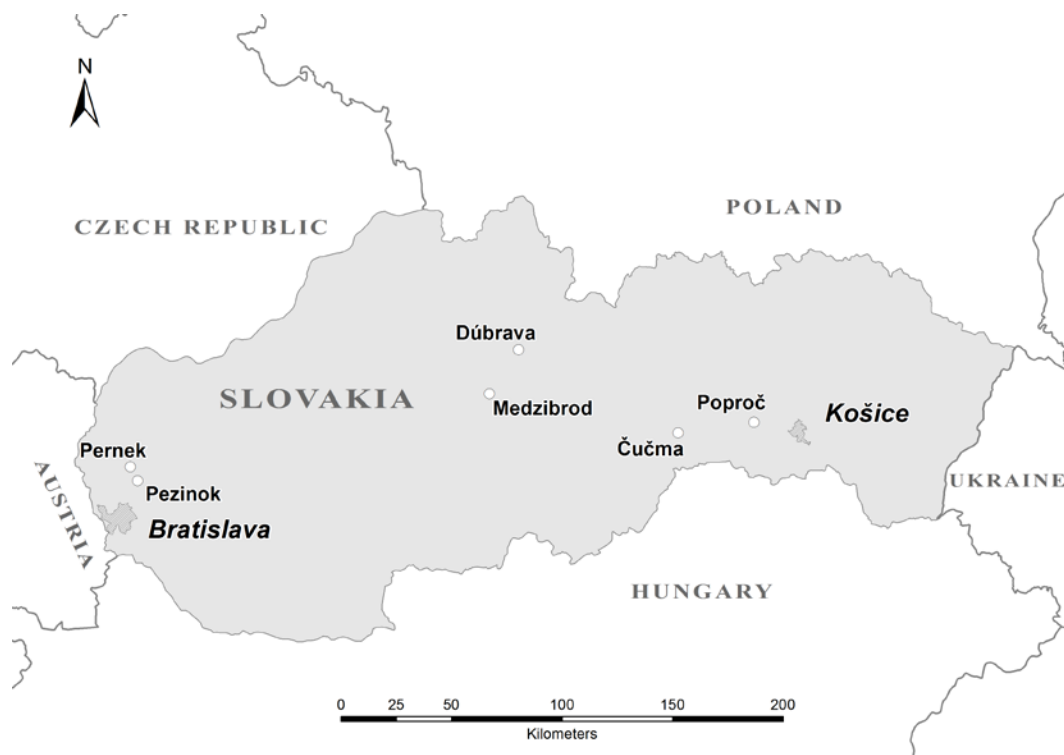 N
POLAND
CZECH REPUBLIC
Dúbrava
SLOVAKIA
Medzibrod
Poproč
Košice
Čučma
Pernek
Pezinok
UKRAINE
AUSTRIA
Bratislava
HUNGARY
0 25 50 100 150 200
Kilometers